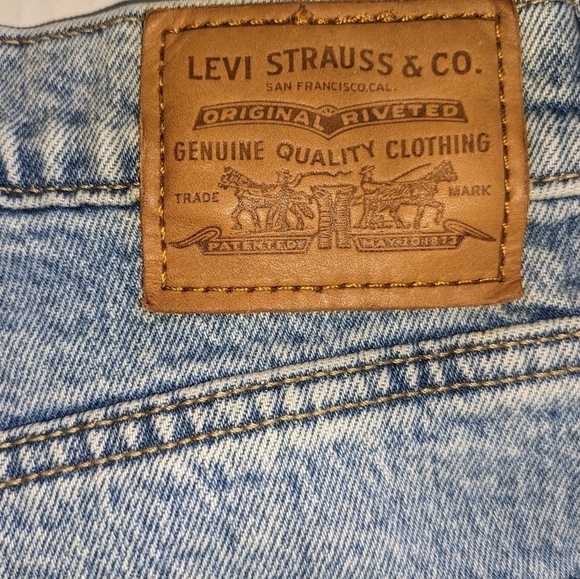 LEVI STRAUSS & CO.
SAN FRANCISCO, CAL.
ORIGINAL RIVETED
GENUINE QUALITY CLOTHING
TRADE MARK
PATENTED MAY 20 1873